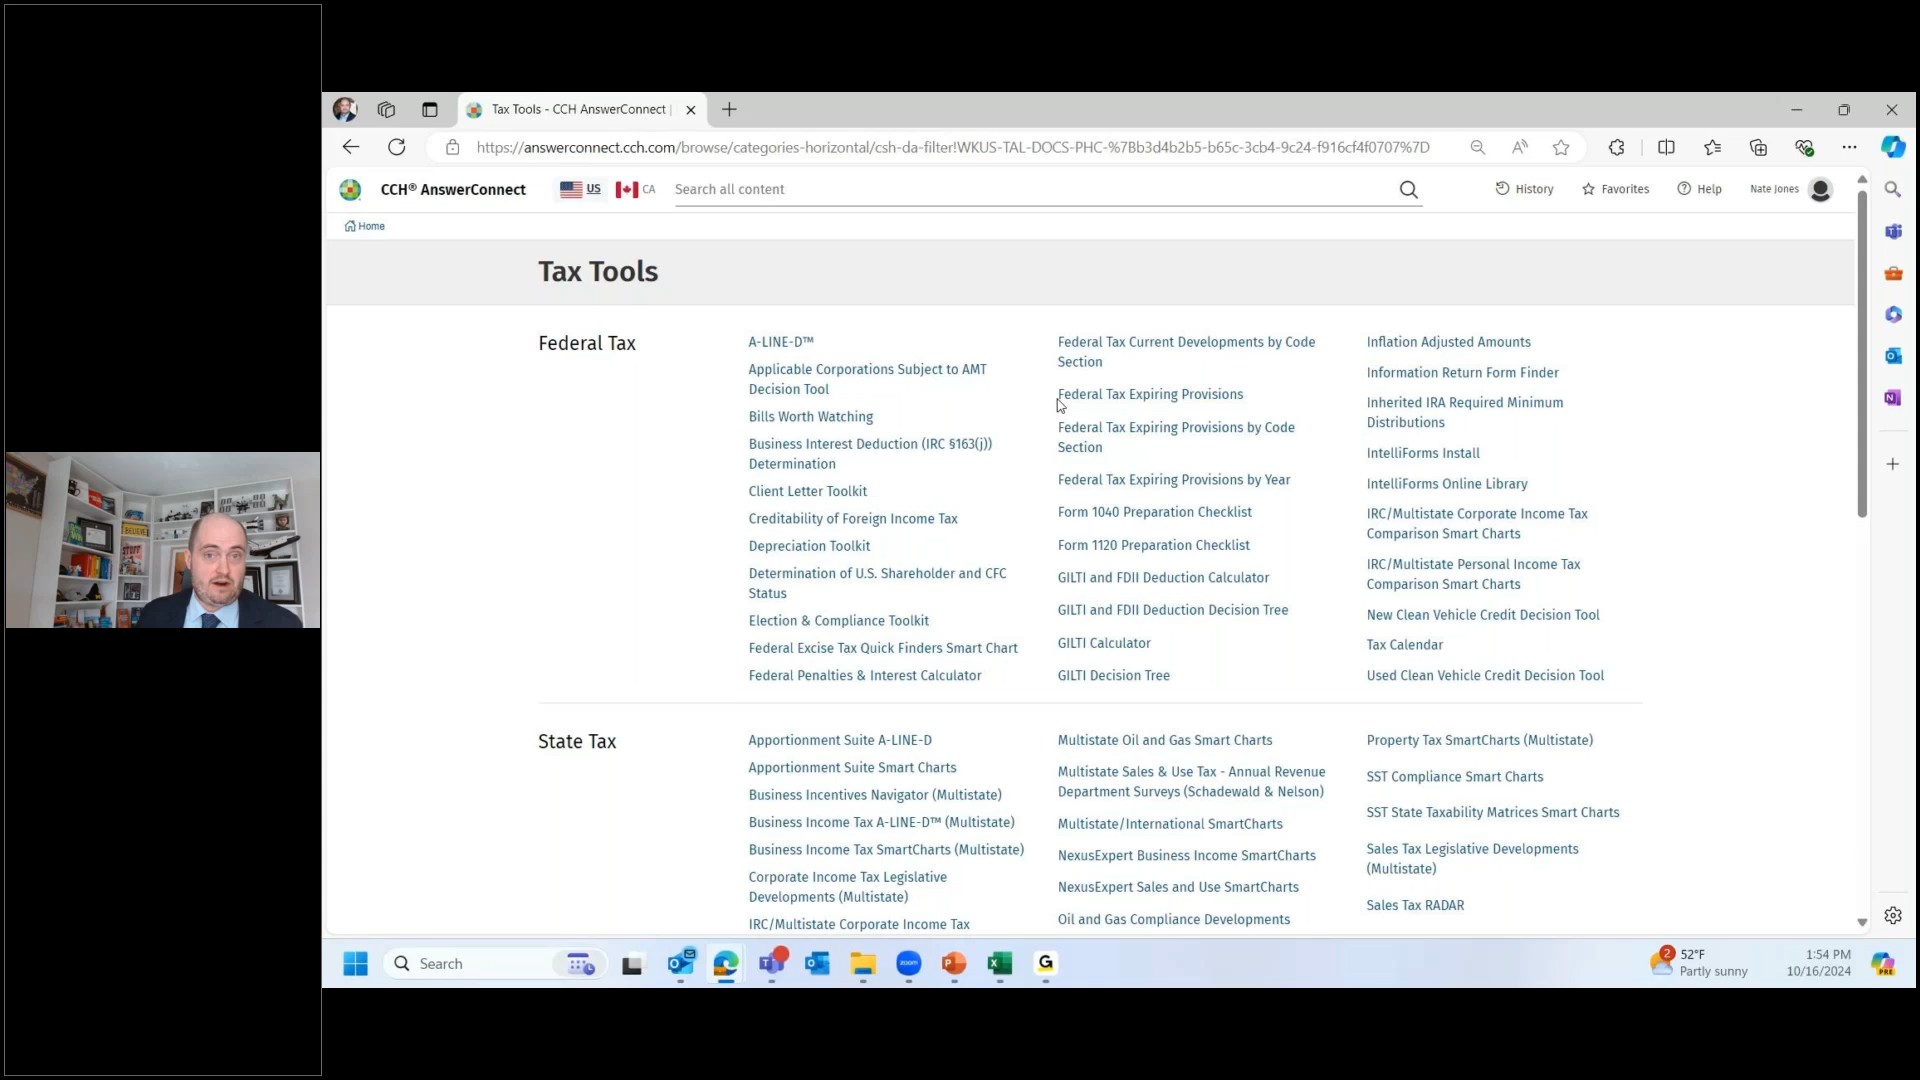 Tax Tools - CCH AnswerConnect |
https://answerconnect.cch.com/browse/categories-horizontal/csh-da-filter!WKUS-TAL-DOCS-PHC-%7Bb3d4b2b5-b65c-3cb4-9c24-f916cf4f0707%7D
CCH® AnswerConnect
US
CA
Search all content
History
Favorites
Help
Nate Jones
Home
Tax Tools
Federal Tax
A-LINE-D™
Applicable Corporations Subject to AMT
Decision Tool
Bills Worth Watching
Business Interest Deduction (IRC §163(j))
Determination
Client Letter Toolkit
Creditability of Foreign Income Tax
Depreciation Toolkit
Determination of U.S. Shareholder and CFC
Status
Election & Compliance Toolkit
Federal Excise Tax Quick Finders Smart Chart
Federal Penalties & Interest Calculator
Federal Tax Current Developments by Code
Section
Federal Tax Expiring Provisions
Federal Tax Expiring Provisions by Code
Section
Federal Tax Expiring Provisions by Year
Form 1040 Preparation Checklist
Form 1120 Preparation Checklist
GILTI and FDII Deduction Calculator
GILTI and FDII Deduction Decision Tree
GILTI Calculator
GILTI Decision Tree
Inflation Adjusted Amounts
Information Return Form Finder
Inherited IRA Required Minimum
Distributions
IntelliForms Install
IntelliForms Online Library
IRC/Multistate Corporate Income Tax
Comparison Smart Charts
IRC/Multistate Personal Income Tax
Comparison Smart Charts
New Clean Vehicle Credit Decision Tool
Tax Calendar
Used Clean Vehicle Credit Decision Tool
State Tax
Apportionment Suite A-LINE-D
Apportionment Suite Smart Charts
Business Incentives Navigator (Multistate)
Business Income Tax A-LINE-D™ (Multistate)
Business Income Tax SmartCharts (Multistate)
Corporate Income Tax Legislative
Developments (Multistate)
IRC/Multistate Corporate Income Tax
Multistate Oil and Gas Smart Charts
Multistate Sales & Use Tax - Annual Revenue
Department Surveys (Schadewald & Nelson)
Multistate/International SmartCharts
NexusExpert Business Income SmartCharts
NexusExpert Sales and Use SmartCharts
Oil and Gas Compliance Developments
Property Tax SmartCharts (Multistate)
SST Compliance Smart Charts
SST State Taxability Matrices Smart Charts
Sales Tax Legislative Developments
(Multistate)
Sales Tax RADAR
BELIEVE
STUFF
Search
zoom
G
2
52°F
Partly sunny
1:54 PM
10/16/2024
PRE